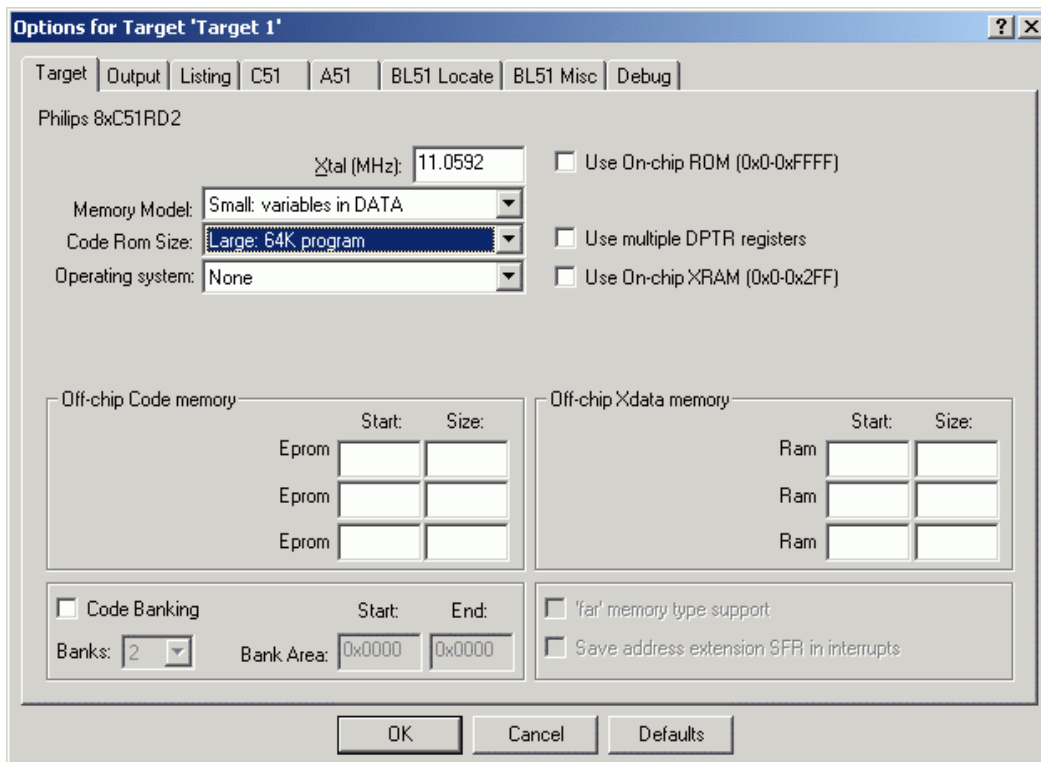 Options for Target 'Target 1'
Target Output Listing C51 A51 BL51 Locate BL51 Misc Debug
Philips 8xC51RD2
Xtal (MHz): 11.0592 Use On-chip ROM (0x0-0xFFFF)
Memory Model: Small: variables in DATA
Code Rom Size: Large: 64K program Use multiple DPTR registers
Operating system: None Use On-chip XRAM (0x0-0x2FF)
Off-chip Code memory Off-chip Xdata memory
Start: Size: Start: Size:
Eprom Ram
Eprom Ram
Eprom Ram
Code Banking Start: End: 'far' memory type support
Banks: 2 Bank Area: 0x0000 0x0000 Save address extension SFR in interrupts
OK Cancel Defaults